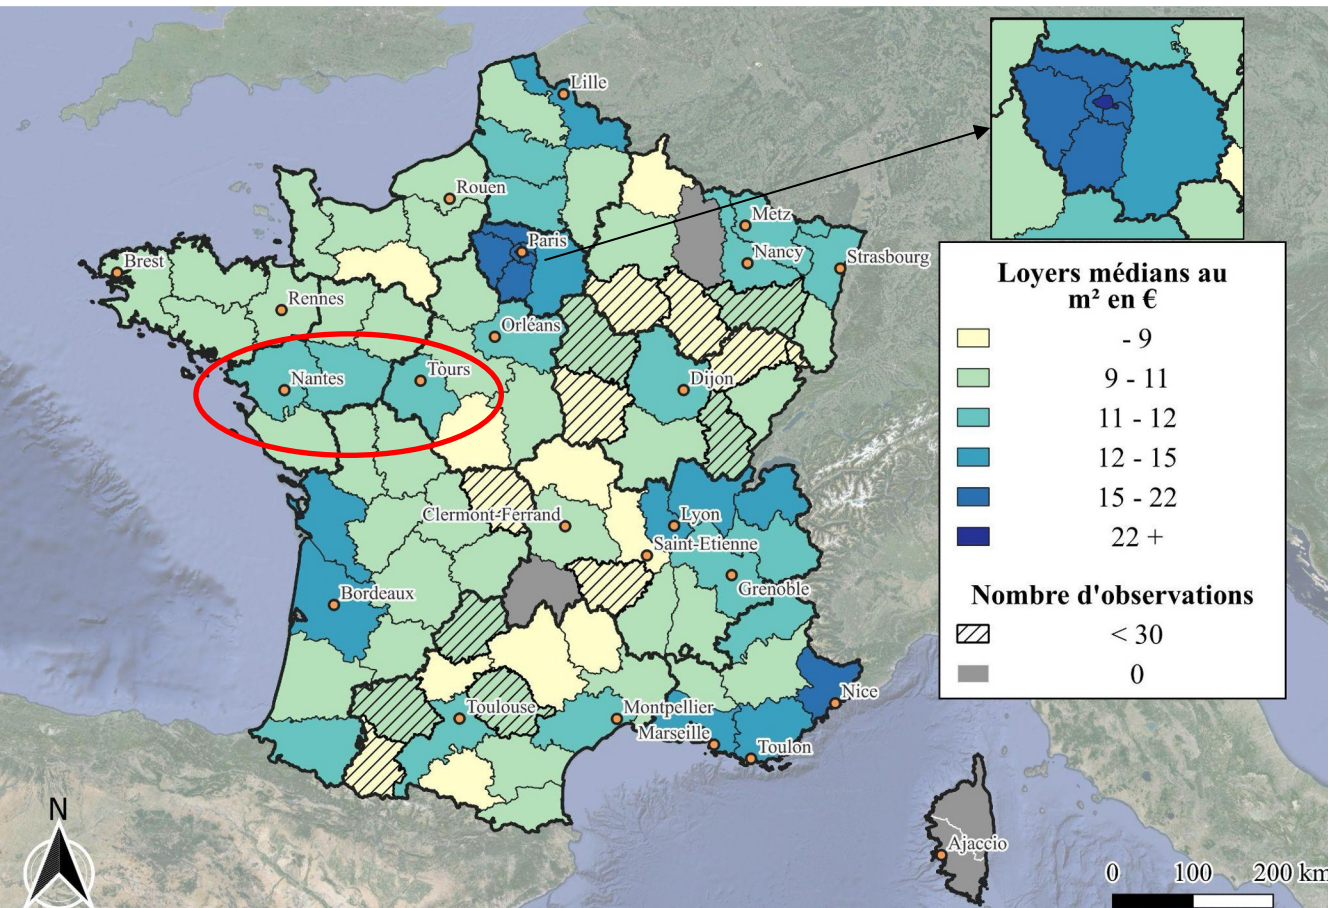 Lille
Rouen
Metz
Paris
Nancy
Strasbourg
Brest
Rennes
Orléans
Tours
Nantes
Dijon
Clermont-Ferrand
Lyon
Saint-Etienne
Grenoble
Bordeaux
Nice
Toulouse
Montpellier
Marseille
Toulon
Ajaccio
N
Loyers médians au
m² en €
- 9
9 - 11
11 - 12
12 - 15
15 - 22
22 +
Nombre d'observations
< 30
0
0 100 200 km